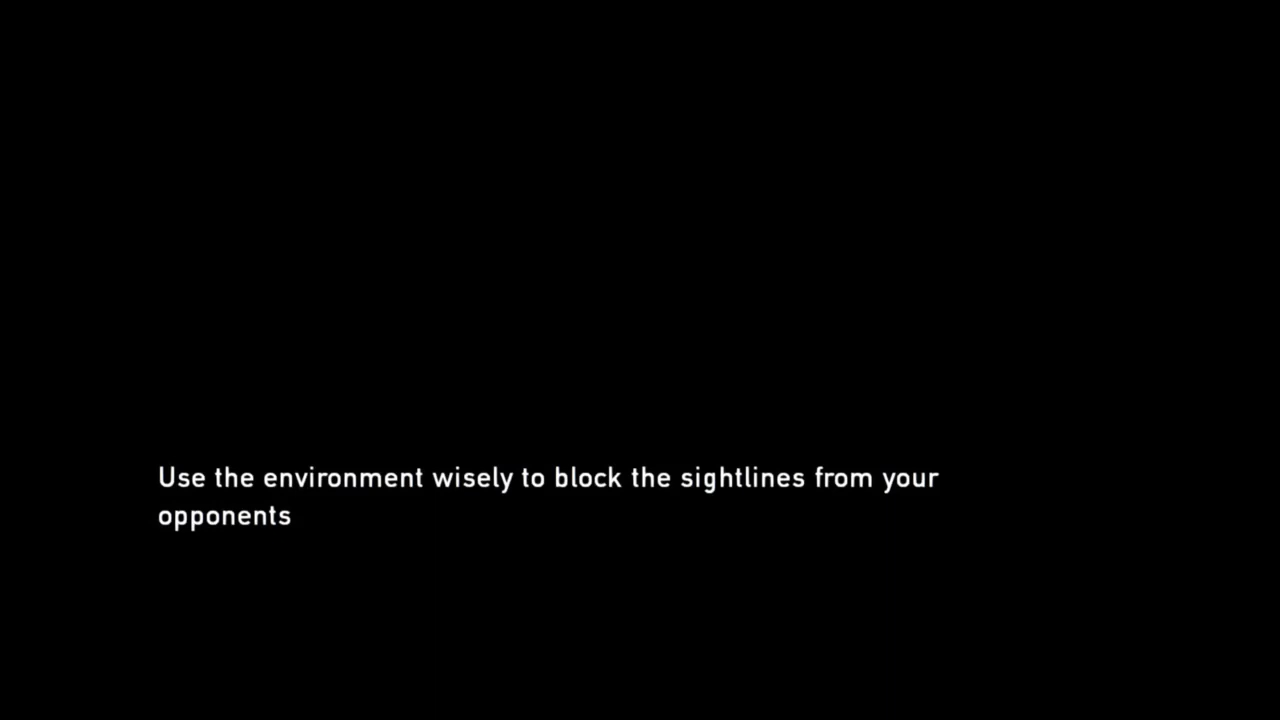 Use the environment wisely to block the sightlines from your
opponents